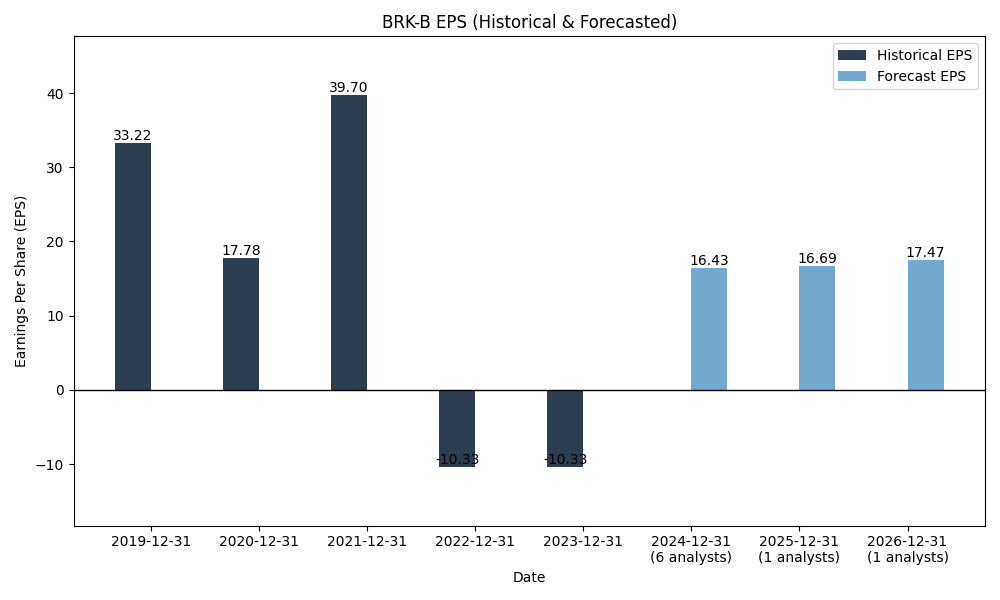 BRK-B EPS (Historical & Forecasted)
Historical EPS
Forecast EPS
Earnings Per Share (EPS)
40
30
20
10
0
−10
33.22
17.78
39.70
-10.33
-10.33
16.43
16.69
17.47
2019-12-31
2020-12-31
2021-12-31
2022-12-31
2023-12-31
2024-12-31
(6 analysts)
2025-12-31
(1 analysts)
2026-12-31
(1 analysts)
Date